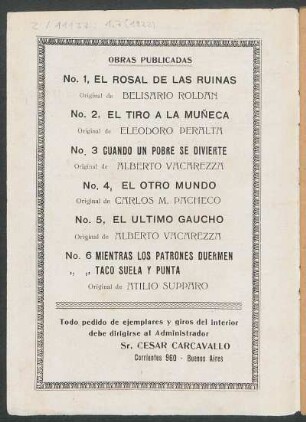 OBRAS PUBLICADAS
No. 1, EL ROSAL DE LAS RUINAS
Original de BELISARIO ROLDAN
No. 2. EL TIRO A LA MUÑECA
Original de ELEODORO PERALTA
No. 3 CUANDO UN POBRE SE DIVIERTE
Original de ALBERTO VACAREZZA
No. 4, EL OTRO MUNDO
Original de CARLOS M. PACHECO
No. 5, EL ULTIMO GAUCHO
Original de ALBERTO VACAREZZA
No. 6 MIENTRAS LOS PATRONES DUERMEN
„ „ TACO SUELA Y PUNTA
Original de ATILIO SUPPARO
Todo pedido de ejemplares y giros del interior
debe dirigirse al Administrador
Sr. CESAR CARCAVALLO
Corrientes 960 - Buenos Aires